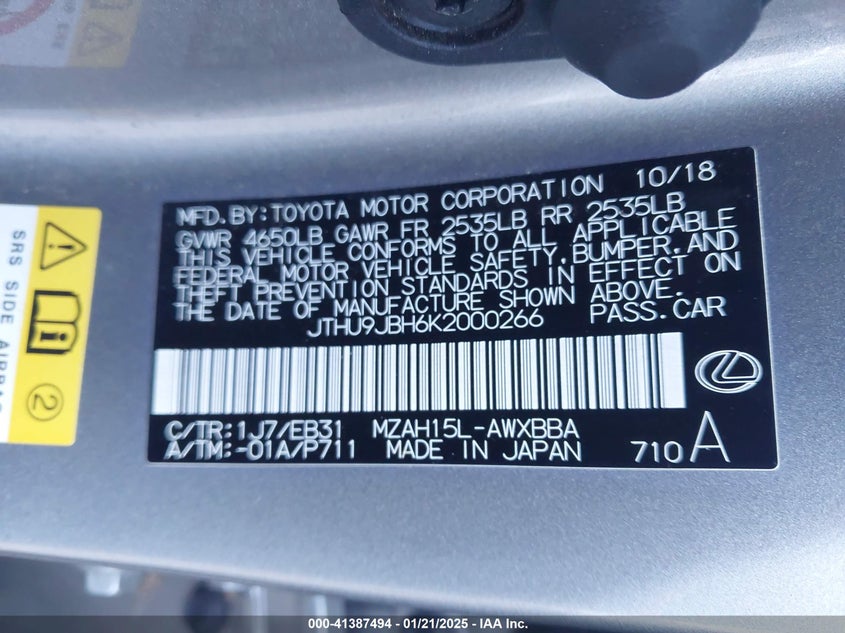 MFD. BY: TOYOTA MOTOR CORPORATION 10/18
GVWR 4650LB GAWR FR 2535LB RR 2535LB
THIS VEHICLE CONFORMS TO ALL APPLICABLE
FEDERAL MOTOR VEHICLE SAFETY, BUMPER, AND
THEFT PREVENTION STANDARDS IN EFFECT ON
THE DATE OF MANUFACTURE SHOWN ABOVE.
JTHU9JBH6K2000266 PASS. CAR
C/TR: 1J7/EB31 MZAH15L-AWXBBA
A/TM: -01A/P711 MADE IN JAPAN 710 A
SRS SIDE AIRBAG
2
000-41387494 - 01/21/2025 - IAA Inc.